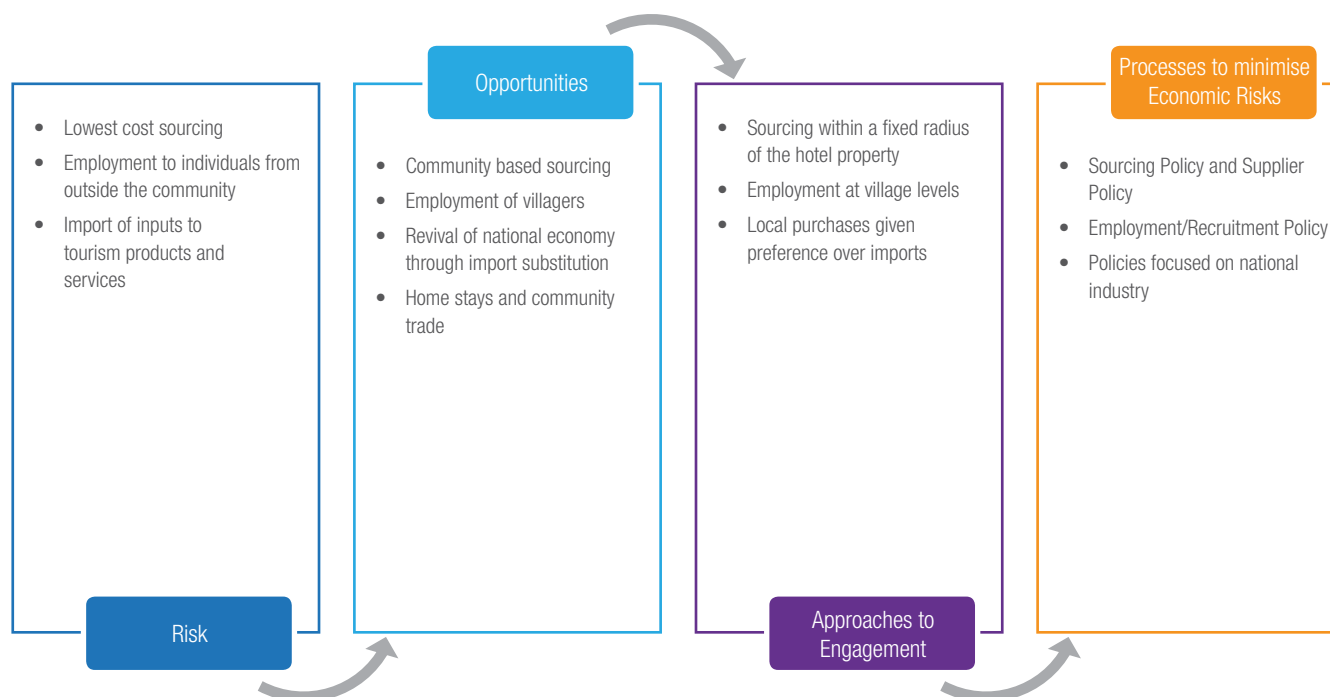 • Lowest cost sourcing
• Employment to individuals from
outside the community
• Import of inputs to
tourism products and
services
Risk
Opportunities
• Community based sourcing
• Employment of villagers
• Revival of national economy
through import substitution
• Home stays and community
trade
• Sourcing within a fixed radius
of the hotel property
• Employment at village levels
• Local purchases given
preference over imports
Approaches to
Engagement
Processes to minimise
Economic Risks
• Sourcing Policy and Supplier
Policy
• Employment/Recruitment Policy
• Policies focused on national
industry